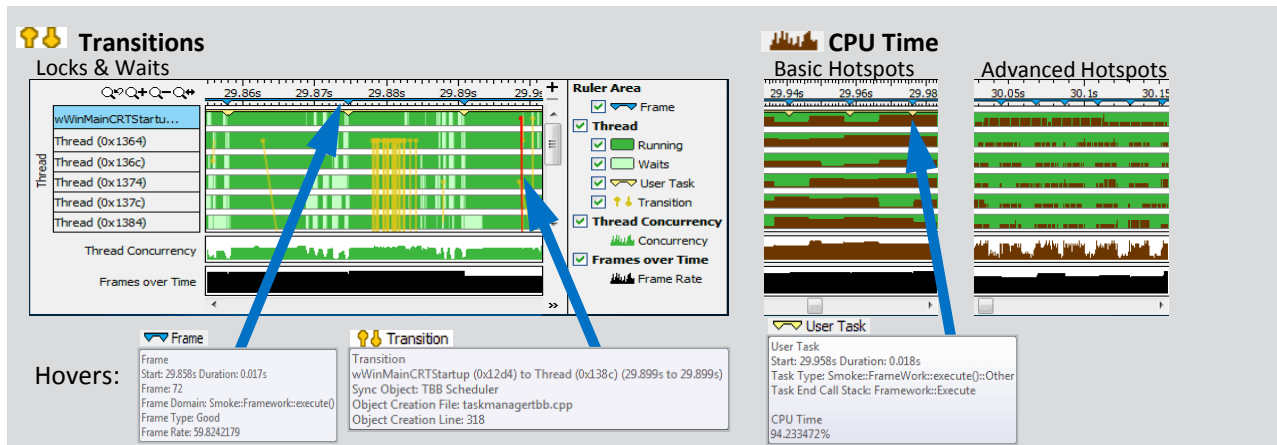 Transitions
Locks & Waits
29.86s 29.87s 29.88s 29.89s 29.9
wWinMainCRTStartu...
Thread (0x1364)
Thread (0x136c)
Thread (0x1374)
Thread (0x137c)
Thread (0x1384)
Thread
Thread Concurrency
Frames over Time
Ruler Area
Frame
Thread
Running
Waits
User Task
Transition
Thread Concurrency
Concurrency
Frames over Time
Frame Rate
CPU Time
Basic Hotspots
29.94s 29.96s 29.98
Advanced Hotspots
30.05s 30.1s 30.15
Hovers:
Frame
Frame
Start: 29.858s Duration: 0.017s
Frame: 72
Frame Domain: Smoke::Framework::execute()
Frame Type: Good
Frame Rate: 59.8242179
Transition
Transition
wWinMainCRTStartup (0x12d4) to Thread (0x138c) (29.899s to 29.899s)
Sync Object: TBB Scheduler
Object Creation File: taskmanagertbb.cpp
Object Creation Line: 318
User Task
User Task
Start: 29.958s Duration: 0.018s
Task Type: Smoke::FrameWork::execute()::Other
Task End Call Stack: Framework::Execute
CPU Time
94.233472%